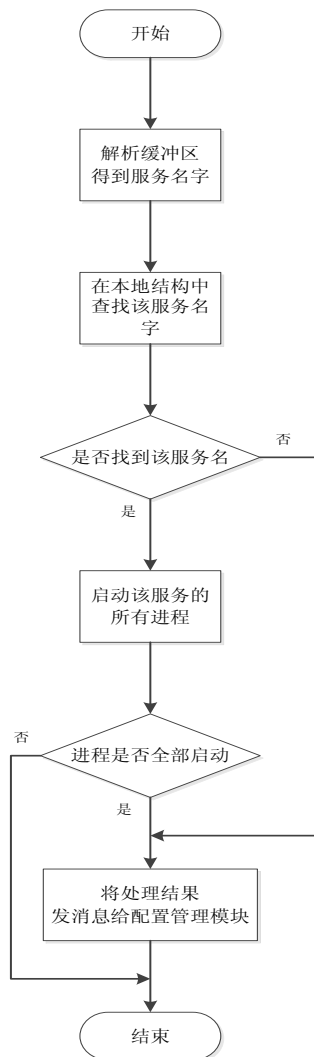 开始
解析缓冲区
得到服务名字
在本地结构中
查找该服务名
字
是否找到该服务名
否
是
启动该服务的
所有进程
进程是否全部启动
否
是
将处理结果
发消息给配置管理模块
结束